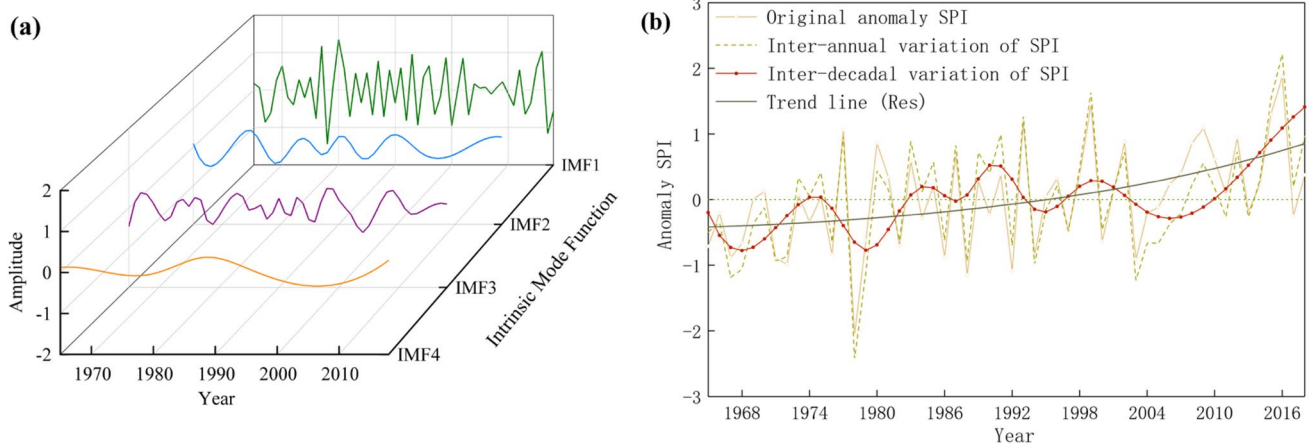 (a)
2
1
0
-1
-2
Amplitude
1970 1980 1990 2000 2010
Year
IMF1
IMF2
IMF3
IMF4
Intrinsic Mode Function
(b)
Original anomaly SPI
Inter-annual variation of SPI
Inter-decadal variation of SPI
Trend line (Res)
3
2
1
0
-1
-2
-3
Anomaly SPI
1968 1974 1980 1986 1992 1998 2004 2010 2016
Year